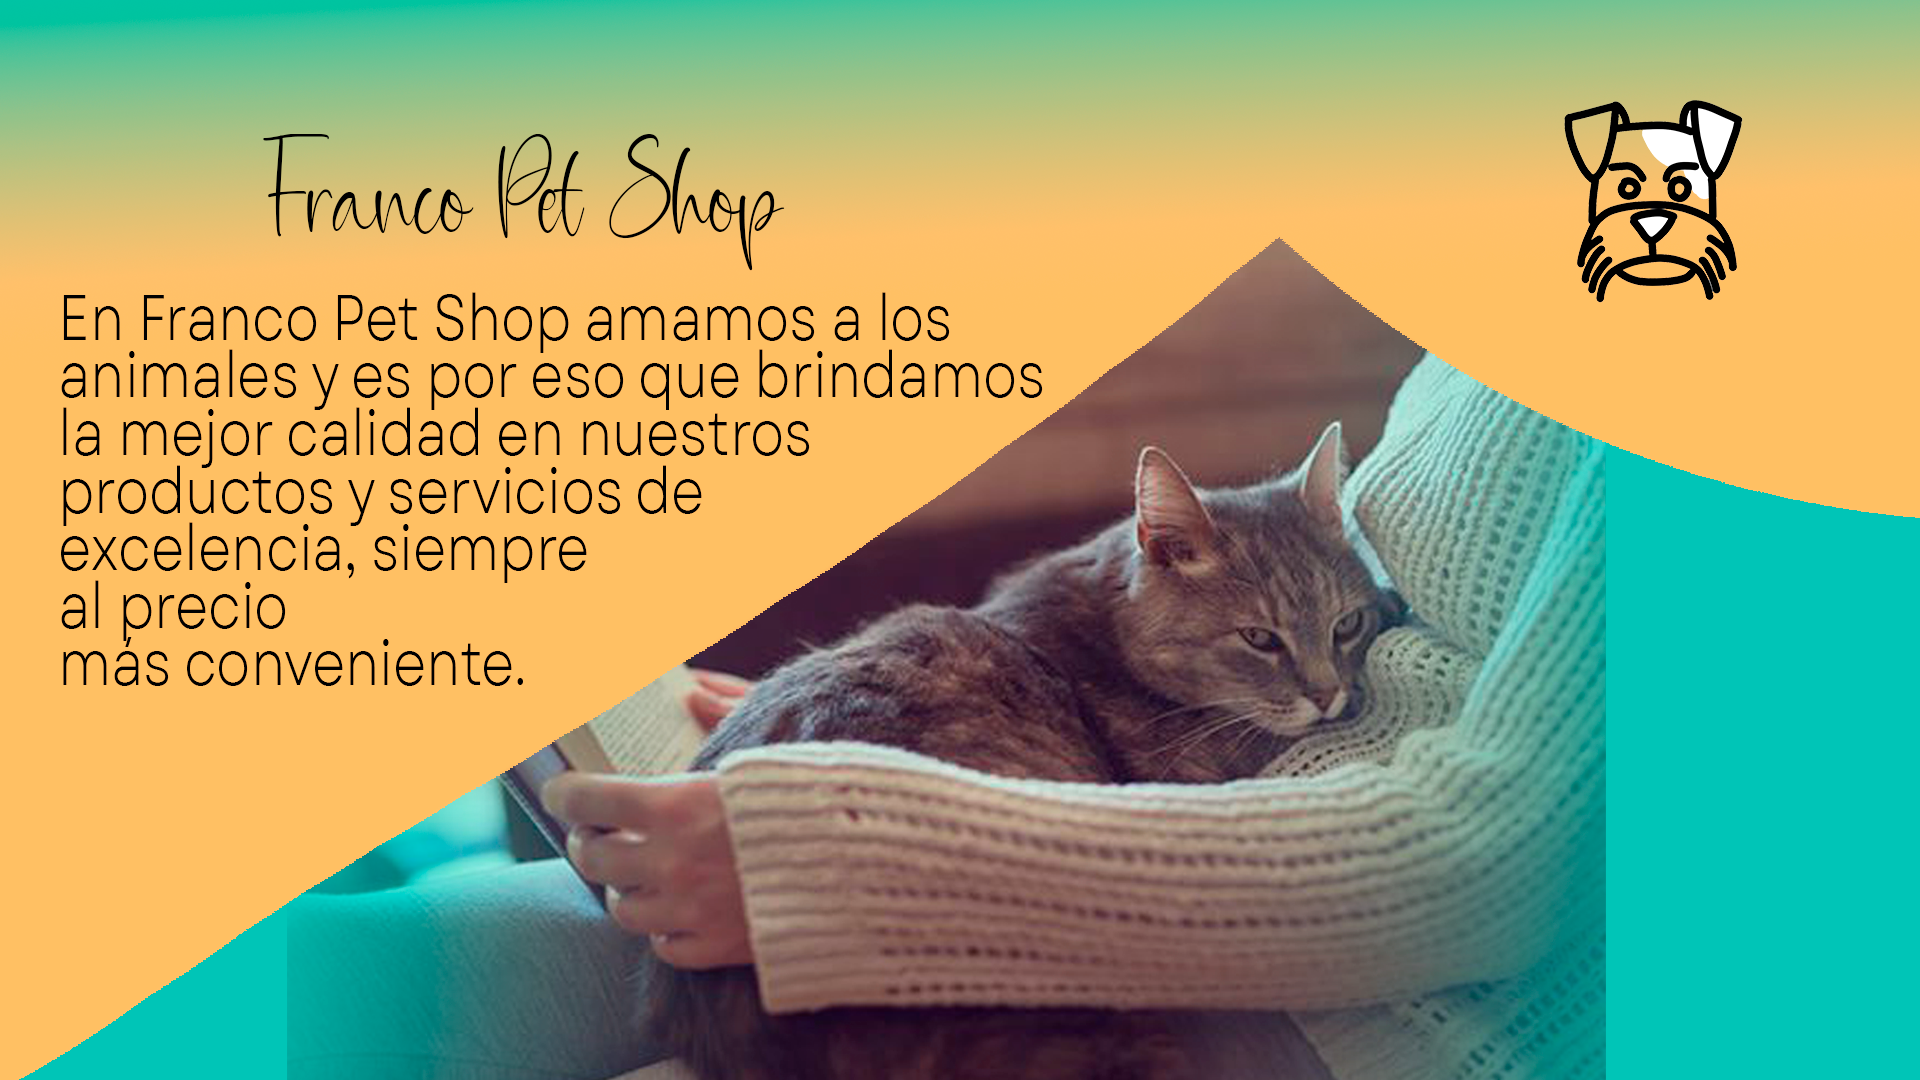 Franco Pet Shop
En Franco Pet Shop amamos a los
animales y es por eso que brindamos
la mejor calidad en nuestros
productos y servicios de
excelencia, siempre
al precio
más conveniente.